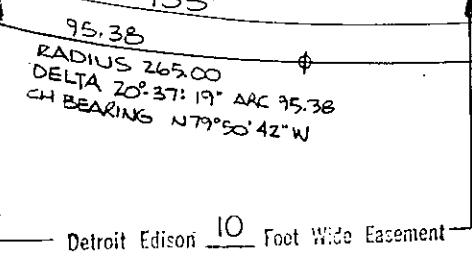 95.38
RADIUS 265.00
DELTA 20°-37'-19" ARC 95.38
CH BEARING N79°50'42"W
Detroit Edison 10 Foot Wide Easement